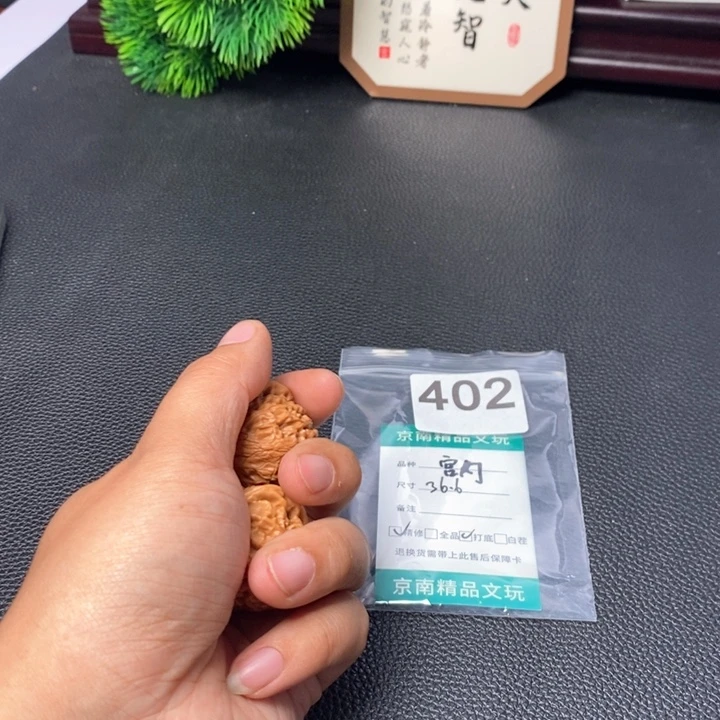 智
402
京南精品文玩
品种 宫内
尺寸 36.6
备注
精修 全品 打底 白茬
退换货需带上此售后保障卡
京南精品文玩